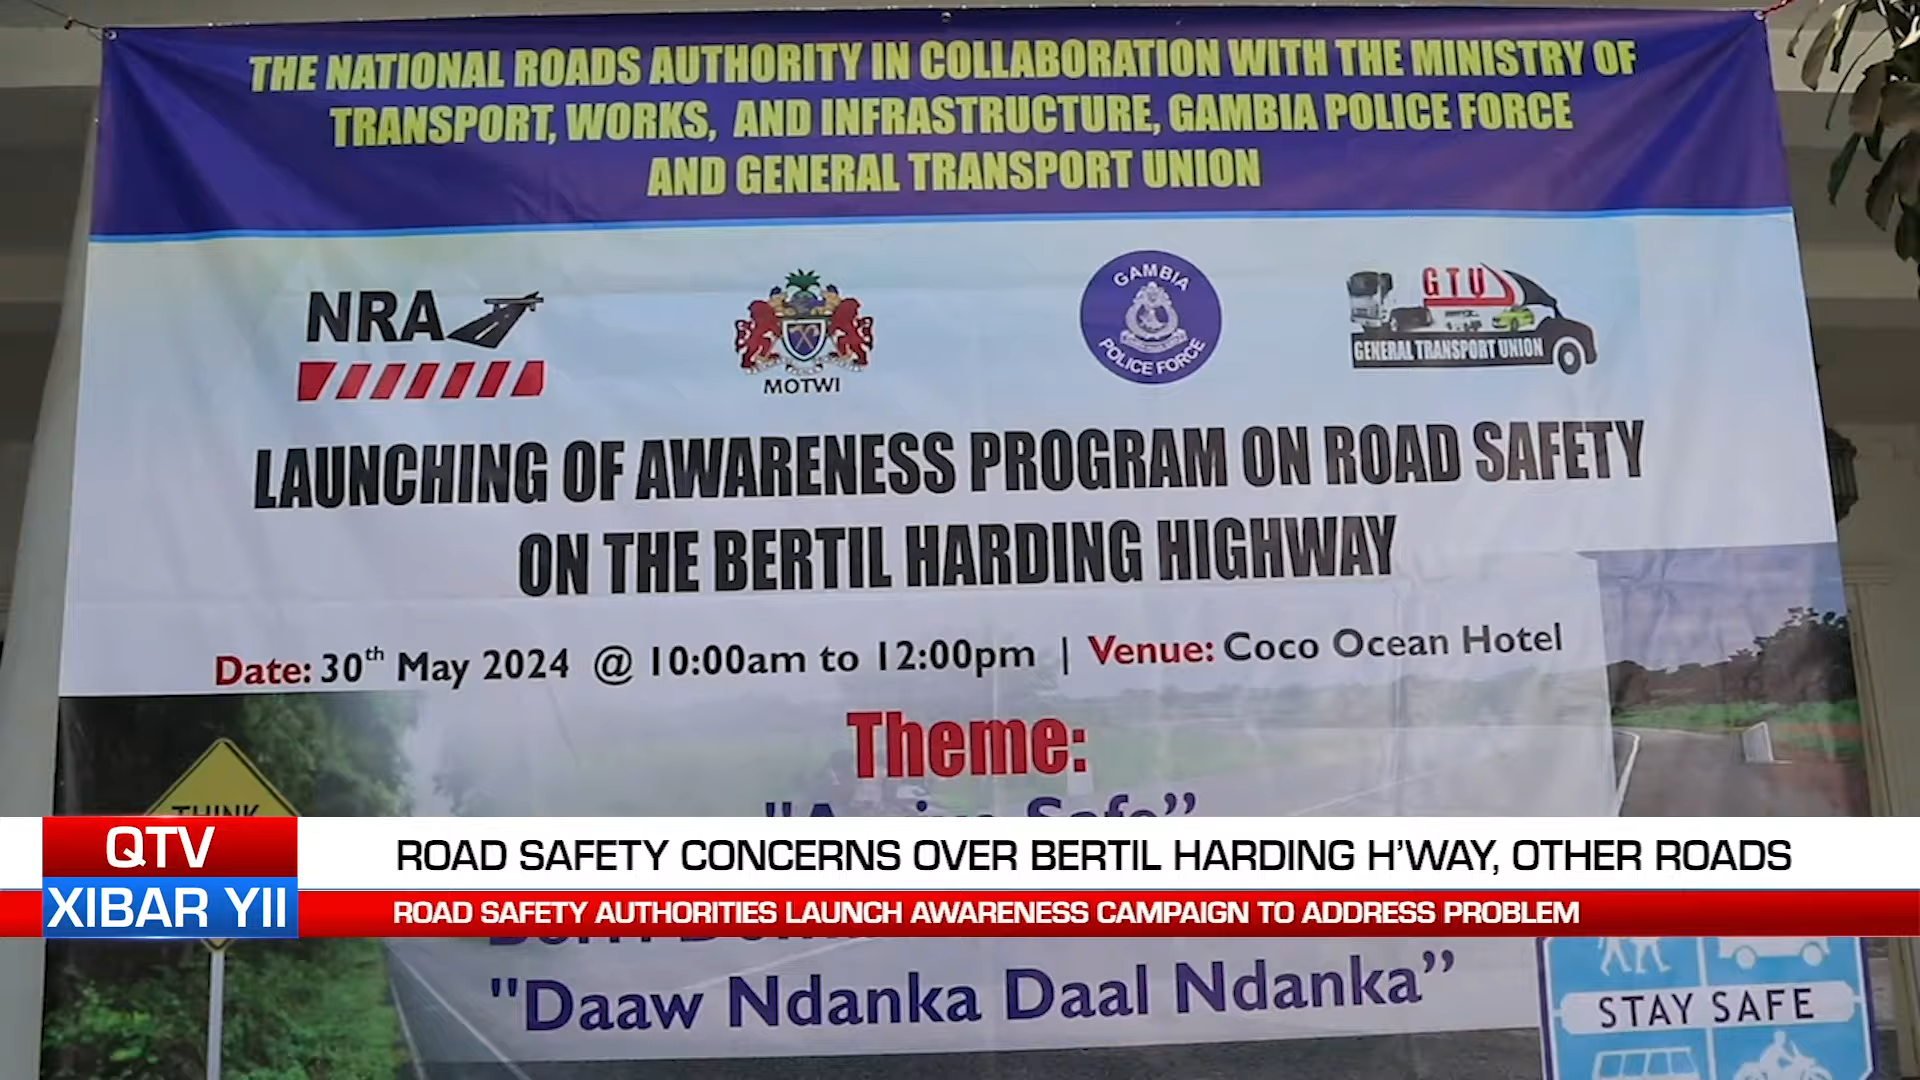 THE NATIONAL ROADS AUTHORITY IN COLLABORATION WITH THE MINISTRY OF
TRANSPORT, WORKS, AND INFRASTRUCTURE, GAMBIA POLICE FORCE
AND GENERAL TRANSPORT UNION
NRA
MOTWI
GAMBIA
POLICE FORCE
GTU
GENERAL TRANSPORT UNION
LAUNCHING OF AWARENESS PROGRAM ON ROAD SAFETY
ON THE BERTIL HARDING HIGHWAY
Date: 30th May 2024 @ 10:00am to 12:00pm | Venue: Coco Ocean Hotel
Theme:
THINK
Safe”
QTV
XIBAR YII
ROAD SAFETY CONCERNS OVER BERTIL HARDING H'WAY, OTHER ROADS
ROAD SAFETY AUTHORITIES LAUNCH AWARENESS CAMPAIGN TO ADDRESS PROBLEM
"Daaw Ndanka Daal Ndanka”
STAY SAFE